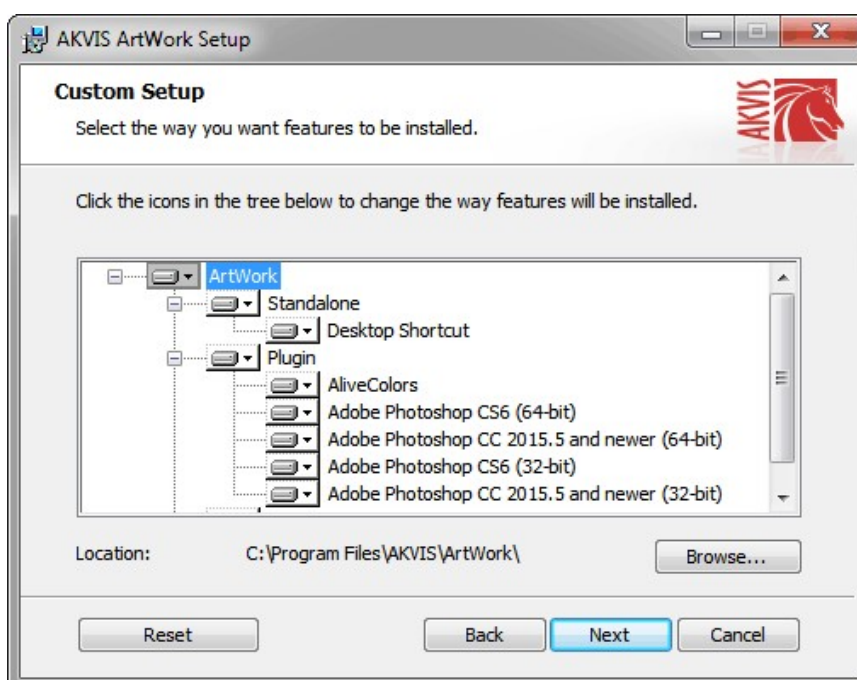 AKVIS ArtWork Setup
Custom Setup
Select the way you want features to be installed.
AKVIS
Click the icons in the tree below to change the way features will be installed.
ArtWork
Standalone
Desktop Shortcut
Plugin
AliveColors
Adobe Photoshop CS6 (64-bit)
Adobe Photoshop CC 2015.5 and newer (64-bit)
Adobe Photoshop CS6 (32-bit)
Adobe Photoshop CC 2015.5 and newer (32-bit)
Location: C:\Program Files\AKVIS\ArtWork\ Browse...
Reset Back Next Cancel